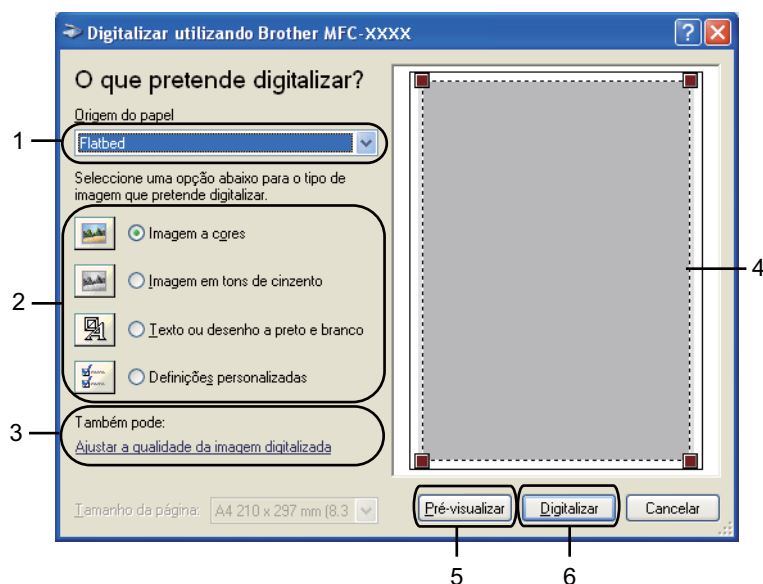 Digitalizar utilizando Brother MFC-XXXX
O que pretende digitalizar?
Origem do papel
1
Flatbed
Seleccione uma opção abaixo para o tipo de
imagem que pretende digitalizar.
Imagem a cores
Imagem em tons de cinzento
2
Texto ou desenho a preto e branco
Definições personalizadas
3
Também pode:
Ajustar a qualidade da imagem digitalizada
4
Tamanho da página: A4 210 x 297 mm (8.3
Pré-visualizar
Digitalizar
Cancelar
5
6